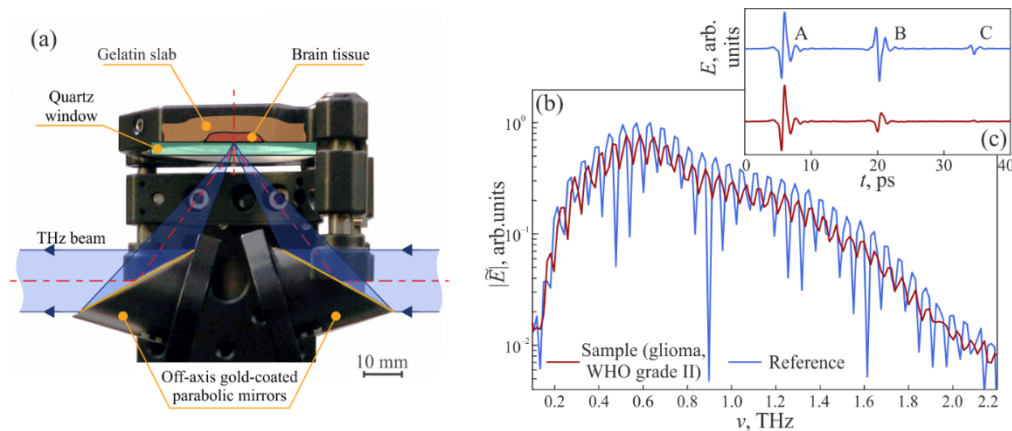 (a)
Gelatin slab
Brain tissue
Quartz
window
THz beam
10 mm
Off-axis gold-coated
parabolic mirrors
E, arb.
units
A
B
C
(c)
0
10
20
30
40
t, ps
(b)
|Ẽ|, arb.units
10⁰
10⁻¹
10⁻²
Sample (glioma,
WHO grade II)
Reference
0.2 0.4 0.6 0.8 1.0 1.2 1.4 1.6 1.8 2.0 2.2
ν, THz